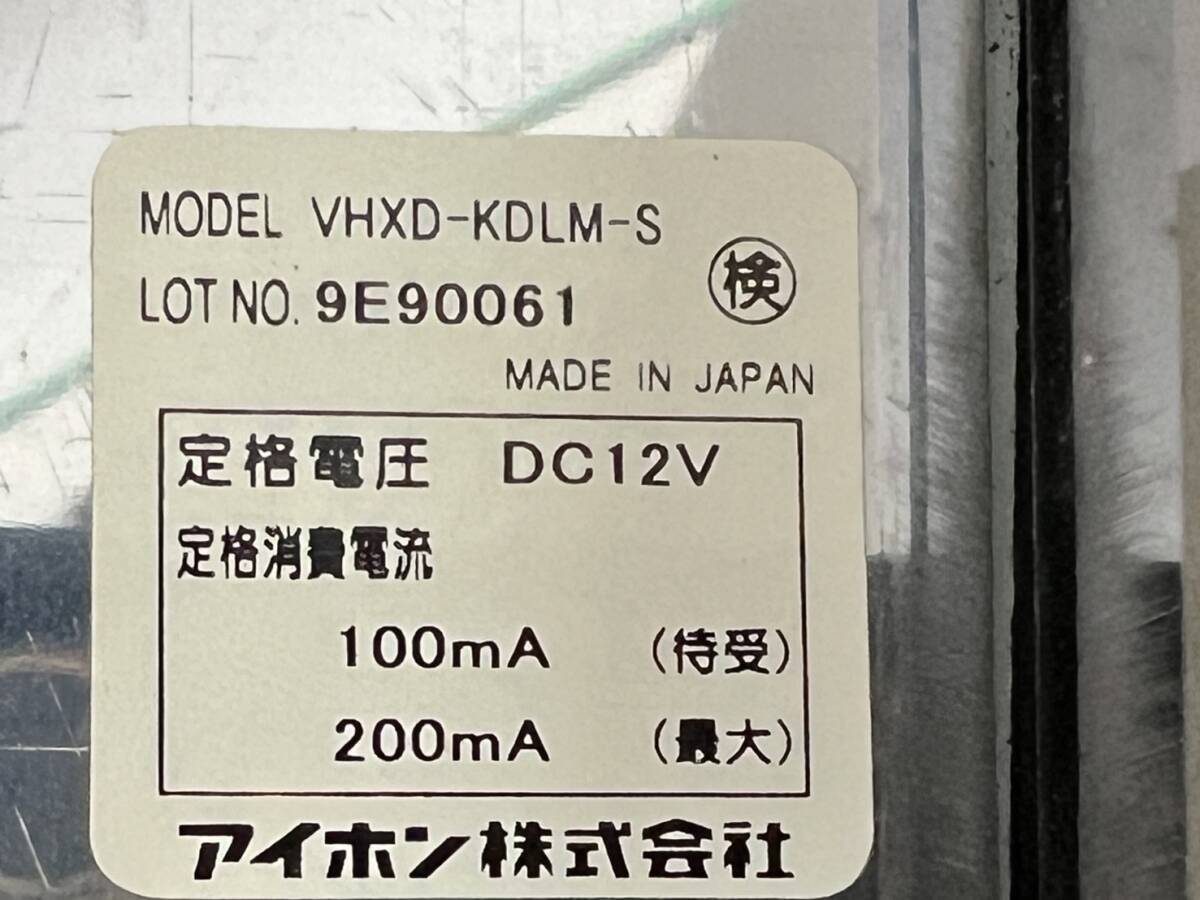 MODEL VHXD-KDLM-S
LOT NO. 9E90061
検
MADE IN JAPAN
定格電圧 DC12V
定格消費電流
100mA (待受)
200mA (最大)
アイホン株式会社